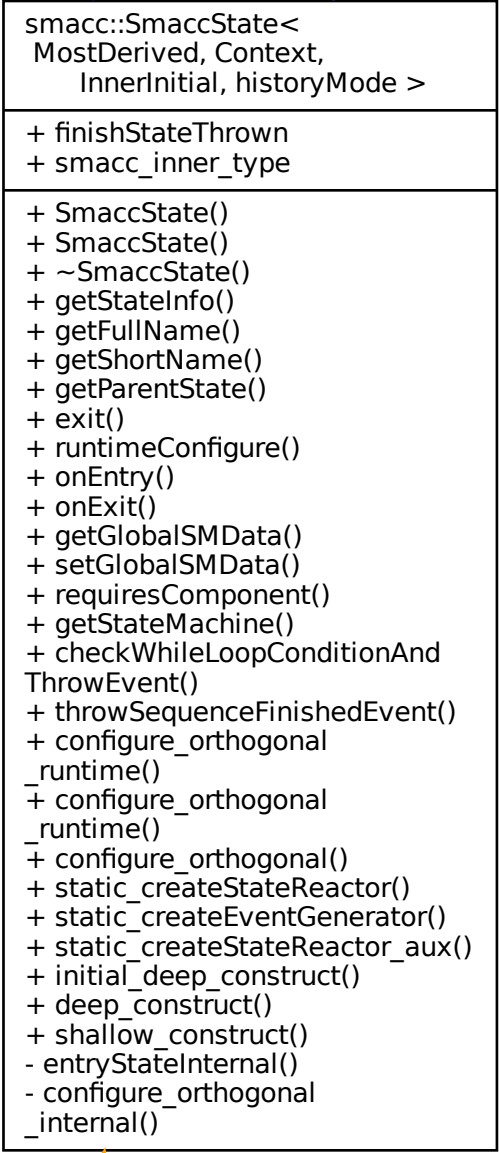 smacc::SmaccState<
MostDerived, Context,
InnerInitial, historyMode >
+ finishStateThrown
+ smacc_inner_type
+ SmaccState()
+ SmaccState()
+ ~SmaccState()
+ getStateInfo()
+ getFullName()
+ getShortName()
+ getParentState()
+ exit()
+ runtimeConfigure()
+ onEntry()
+ onExit()
+ getGlobalSMData()
+ setGlobalSMData()
+ requiresComponent()
+ getStateMachine()
+ checkWhileLoopConditionAnd
ThrowEvent()
+ throwSequenceFinishedEvent()
+ configure_orthogonal
_runtime()
+ configure_orthogonal
_runtime()
+ configure_orthogonal()
+ static_createStateReactor()
+ static_createEventGenerator()
+ static_createStateReactor_aux()
+ initial_deep_construct()
+ deep_construct()
+ shallow_construct()
- entryStateInternal()
- configure_orthogonal
_internal()